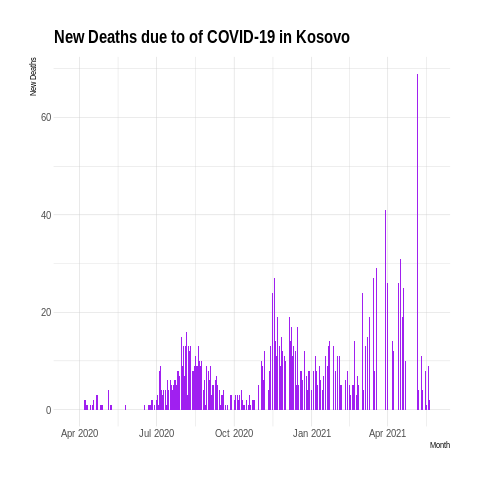 New Deaths due to of COVID-19 in Kosovo
New Deaths
60
40
20
0
Apr 2020 Jul 2020 Oct 2020 Jan 2021 Apr 2021
Month